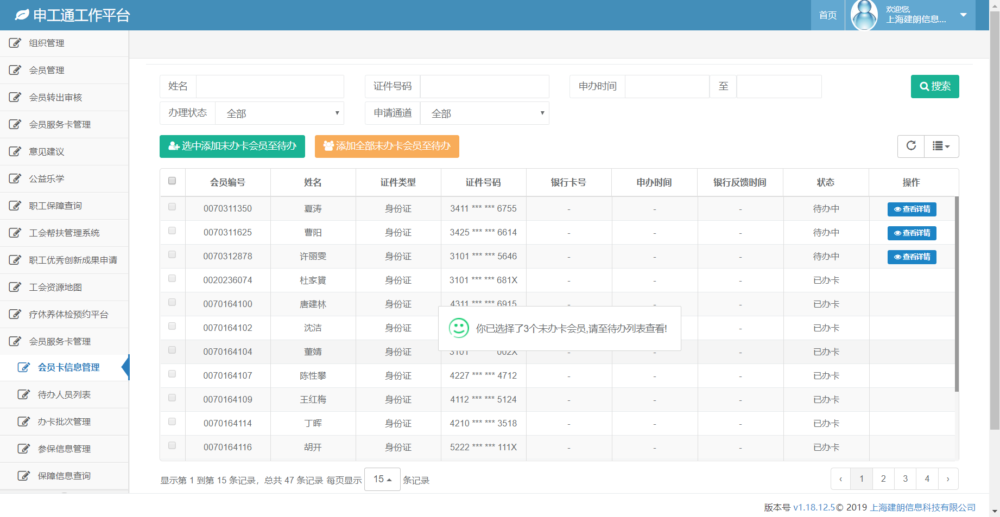 申工通工作平台
首页
欢迎您,
上海建朗信息...
组织管理
会员管理
会员转出审核
会员服务卡管理
意见建议
公益乐学
职工保障查询
工会帮扶管理系统
职工优秀创新成果申请
工会资源地图
疗休养体检预约平台
会员服务卡管理
会员卡信息管理
待办人员列表
办卡批次管理
参保信息管理
保障信息查询
姓名 证件号码 申办时间 至 搜索
办理状态 全部 申请通道 全部
选中添加未办卡会员至待办 添加全部未办卡会员至待办
会员编号 姓名 证件类型 证件号码 银行卡号 申办时间 银行反馈时间 状态 操作
0070311350 夏涛 身份证 3411 *** *** 6755 - - - 待办中 查看详情
0070311625 曹阳 身份证 3425 *** *** 6614 - - - 待办中 查看详情
0070312878 许丽雯 身份证 3101 *** *** 5646 - - - 待办中 查看详情
0020236074 杜家贇 身份证 3101 *** *** 681X - - - 已办卡
0070164100 唐建林 身份证 4311 *** *** 6915 - - - 已办卡
0070164102 沈洁 身份证 - 已办卡
你已选择了3个未办卡会员,请至待办列表查看!
0070164104 董婧 身份证 3101 002X - - - 已办卡
0070164107 陈性攀 身份证 4227 *** *** 4712 - - - 已办卡
0070164109 王红梅 身份证 4112 *** *** 5124 - - - 已办卡
0070164114 丁晖 身份证 4210 *** *** 3518 - - - 已办卡
0070164116 胡开 身份证 5222 *** *** 111X - - - 已办卡
显示第 1 到第 15 条记录，总共 47 条记录 每页显示 15 条记录
‹ 1 2 3 4 ›
版本号 v1.18.12.5© 2019 上海建朗信息科技有限公司